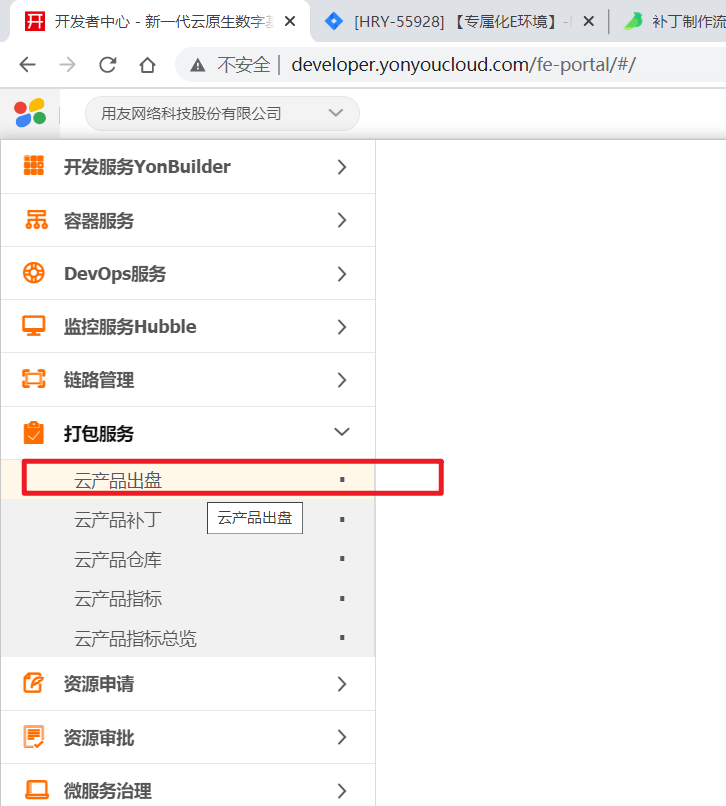 开 开发者中心 - 新一代云原生数字基 [HRY-55928] 【专属化E环境】- 补丁制作流
不安全 developer.yonyoucloud.com/fe-portal/#/
用友网络科技股份有限公司
开发服务YonBuilder
容器服务
DevOps服务
监控服务Hubble
链路管理
打包服务
云产品出盘
云产品补丁
云产品出盘
云产品仓库
云产品指标
云产品指标总览
资源申请
资源审批
微服务治理